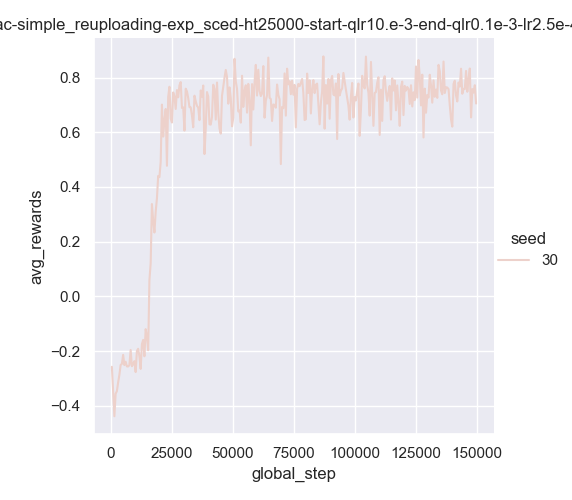 ac-simple_reuploading-exp_sced-ht25000-start-qlr10.e-3-end-qlr0.1e-3-lr2.5e-4
0.8
0.6
0.4
0.2
0.0
−0.2
−0.4
avg_rewards
0 25000 50000 75000 100000 125000 150000
global_step
seed
30